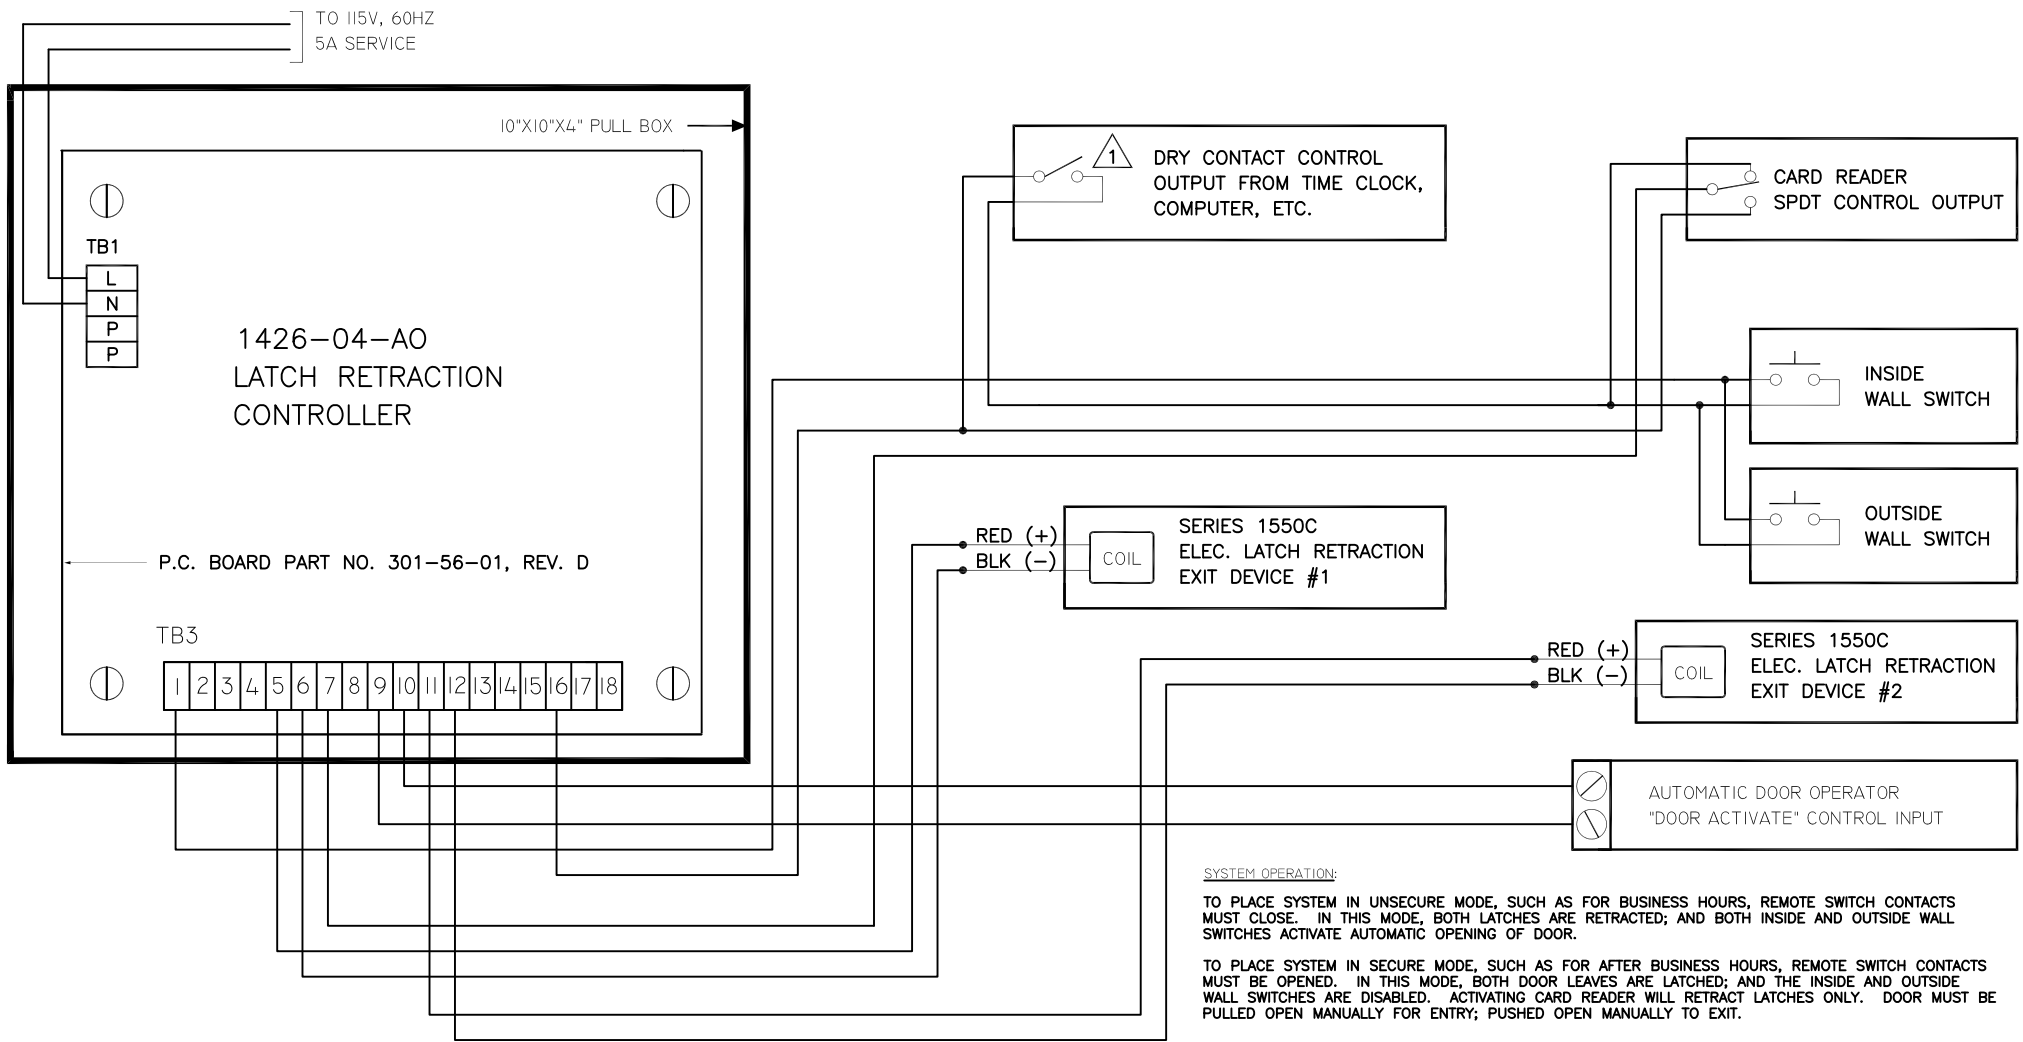 TO 115V, 60HZ
5A SERVICE
10"X10"X4" PULL BOX
TB1
L
N
P
P
1426-04-AO
LATCH RETRACTION
CONTROLLER
P.C. BOARD PART NO. 301-56-01, REV. D
TB3
1 2 3 4 5 6 7 8 9 10 11 12 13 14 15 16 17 18
1
DRY CONTACT CONTROL
OUTPUT FROM TIME CLOCK,
COMPUTER, ETC.
CARD READER
SPDT CONTROL OUTPUT
INSIDE
WALL SWITCH
OUTSIDE
WALL SWITCH
RED (+)
BLK (-)
COIL
SERIES 1550C
ELEC. LATCH RETRACTION
EXIT DEVICE #1
RED (+)
BLK (-)
COIL
SERIES 1550C
ELEC. LATCH RETRACTION
EXIT DEVICE #2
AUTOMATIC DOOR OPERATOR
"DOOR ACTIVATE" CONTROL INPUT
SYSTEM OPERATION:
TO PLACE SYSTEM IN UNSECURE MODE, SUCH AS FOR BUSINESS HOURS, REMOTE SWITCH CONTACTS
MUST CLOSE. IN THIS MODE, BOTH LATCHES ARE RETRACTED; AND BOTH INSIDE AND OUTSIDE WALL
SWITCHES ACTIVATE AUTOMATIC OPENING OF DOOR.
TO PLACE SYSTEM IN SECURE MODE, SUCH AS FOR AFTER BUSINESS HOURS, REMOTE SWITCH CONTACTS
MUST BE OPENED. IN THIS MODE, BOTH DOOR LEAVES ARE LATCHED; AND THE INSIDE AND OUTSIDE
WALL SWITCHES ARE DISABLED. ACTIVATING CARD READER WILL RETRACT LATCHES ONLY. DOOR MUST BE
PULLED OPEN MANUALLY FOR ENTRY; PUSHED OPEN MANUALLY TO EXIT.